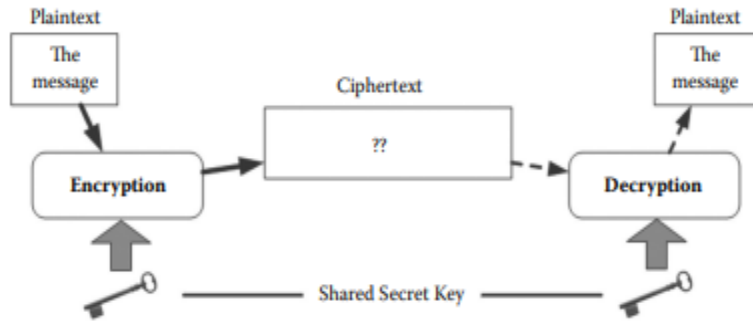 Plaintext
The
message
Encryption
Ciphertext
??
Plaintext
The
message
Decryption
Shared Secret Key